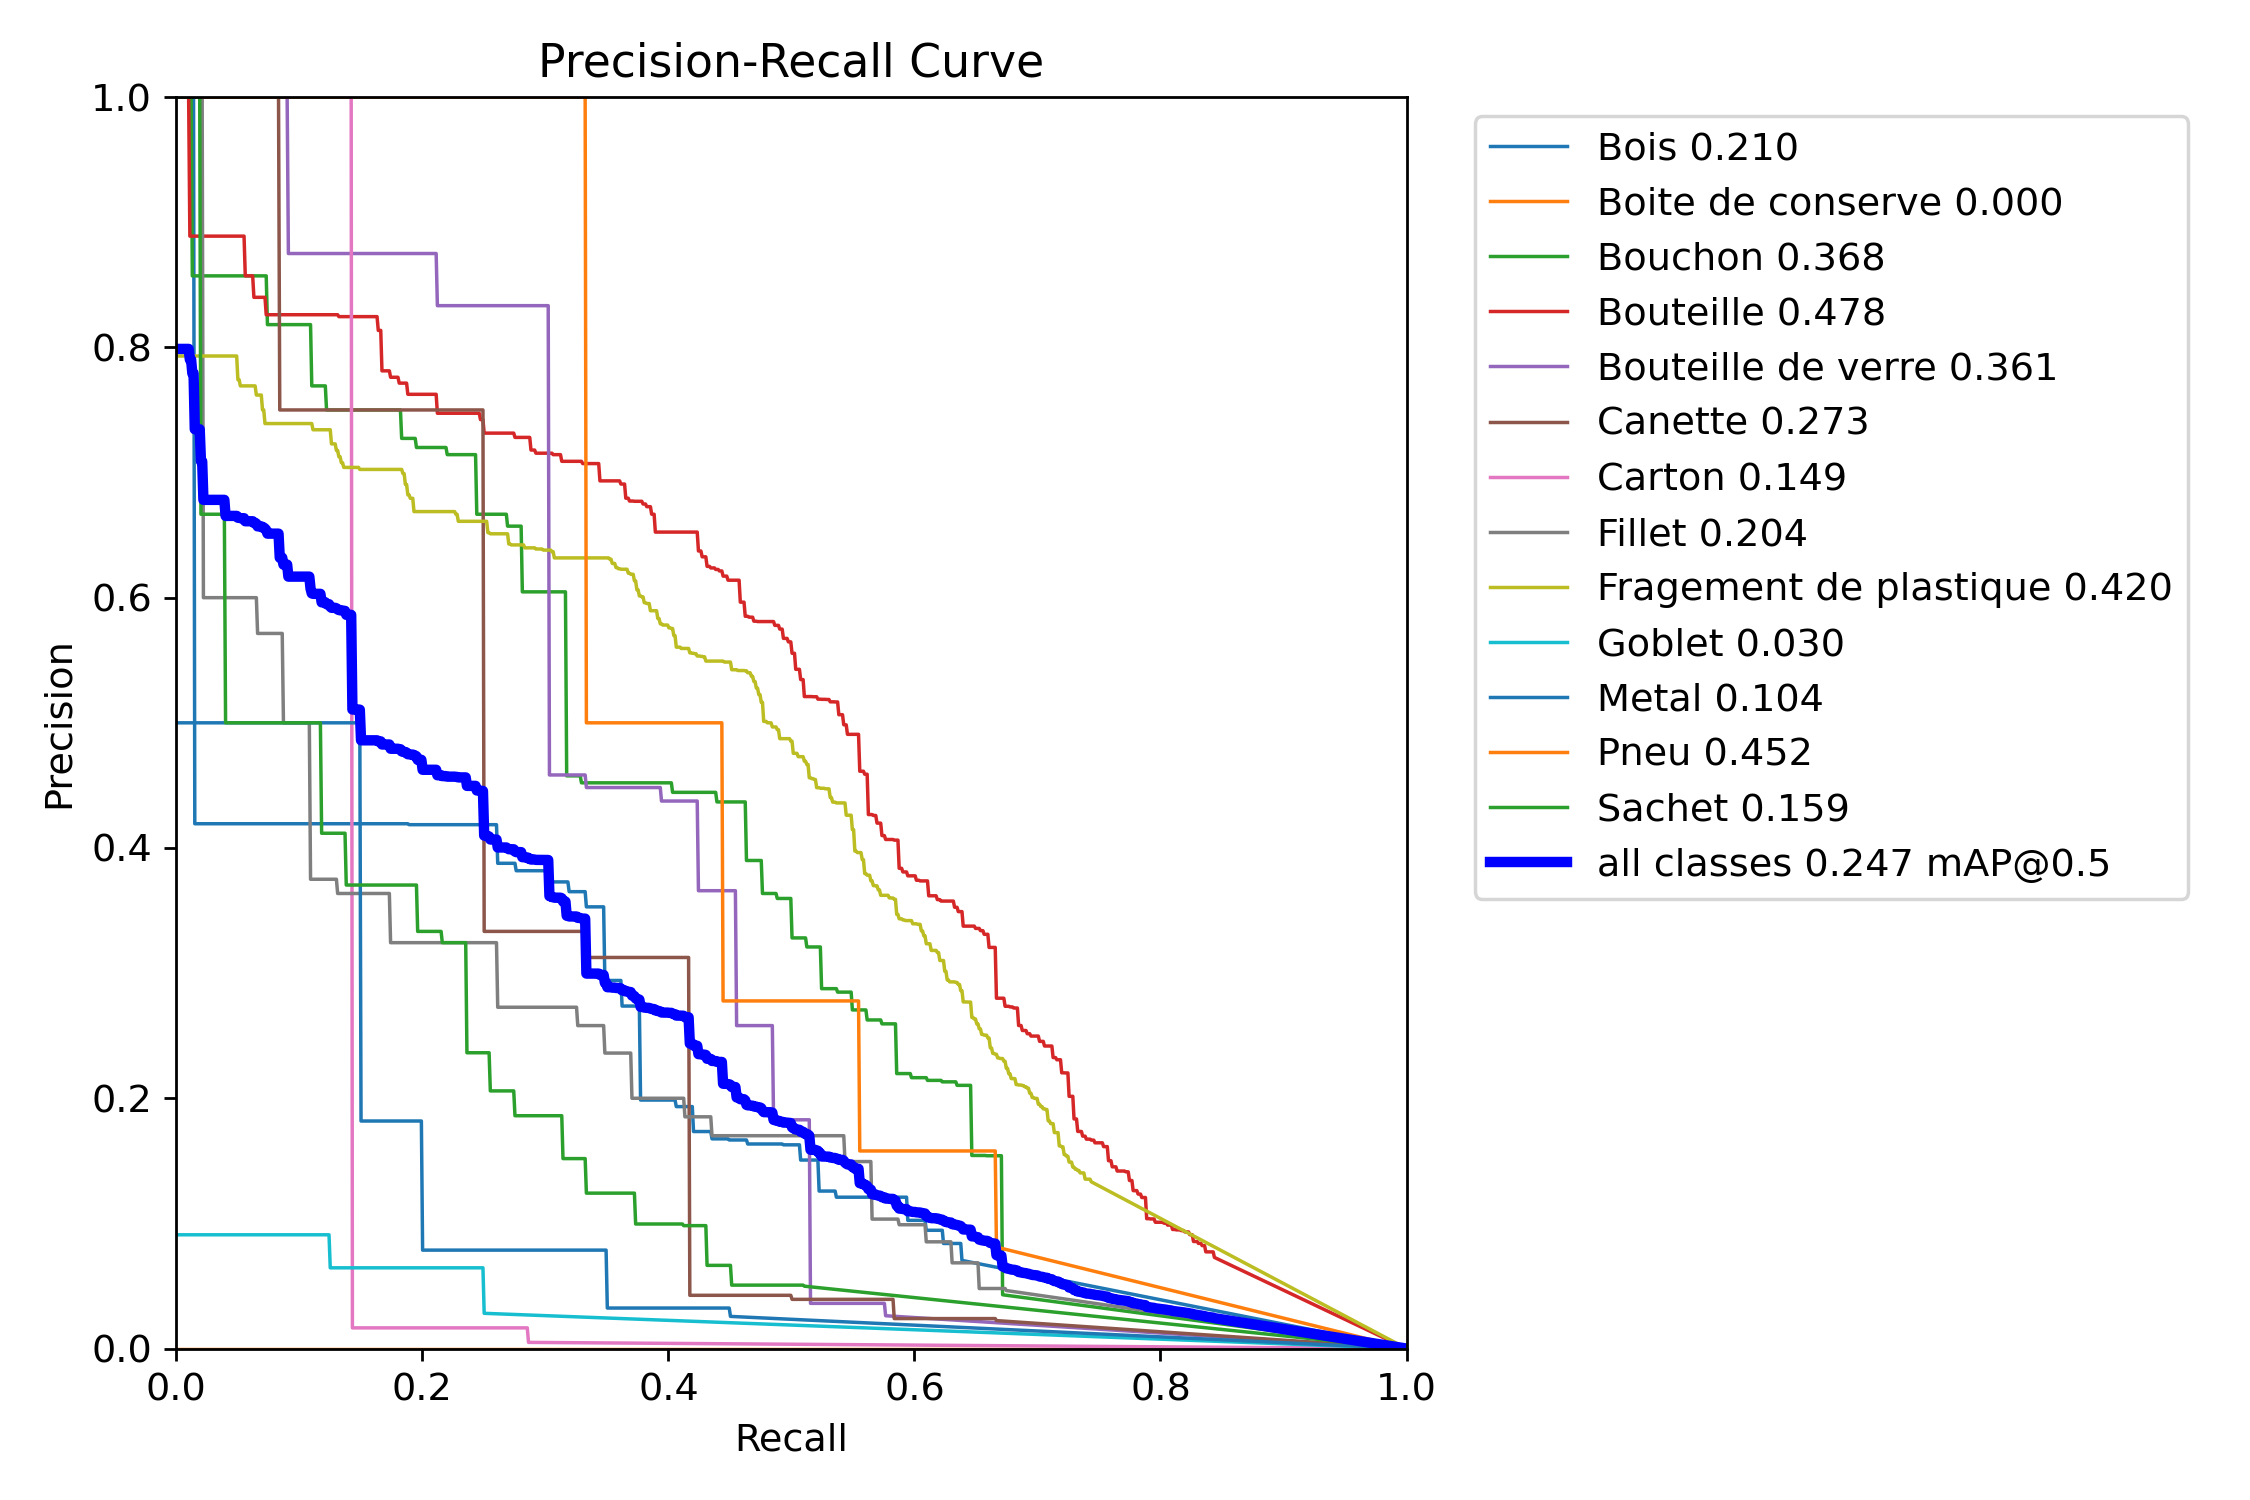 Precision-Recall Curve
1.0
0.8
0.6
0.4
0.2
0.0
Precision
0.0 0.2 0.4 0.6 0.8 1.0
Recall
Bois 0.210
Boite de conserve 0.000
Bouchon 0.368
Bouteille 0.478
Bouteille de verre 0.361
Canette 0.273
Carton 0.149
Fillet 0.204
Fragement de plastique 0.420
Goblet 0.030
Metal 0.104
Pneu 0.452
Sachet 0.159
all classes 0.247 mAP@0.5